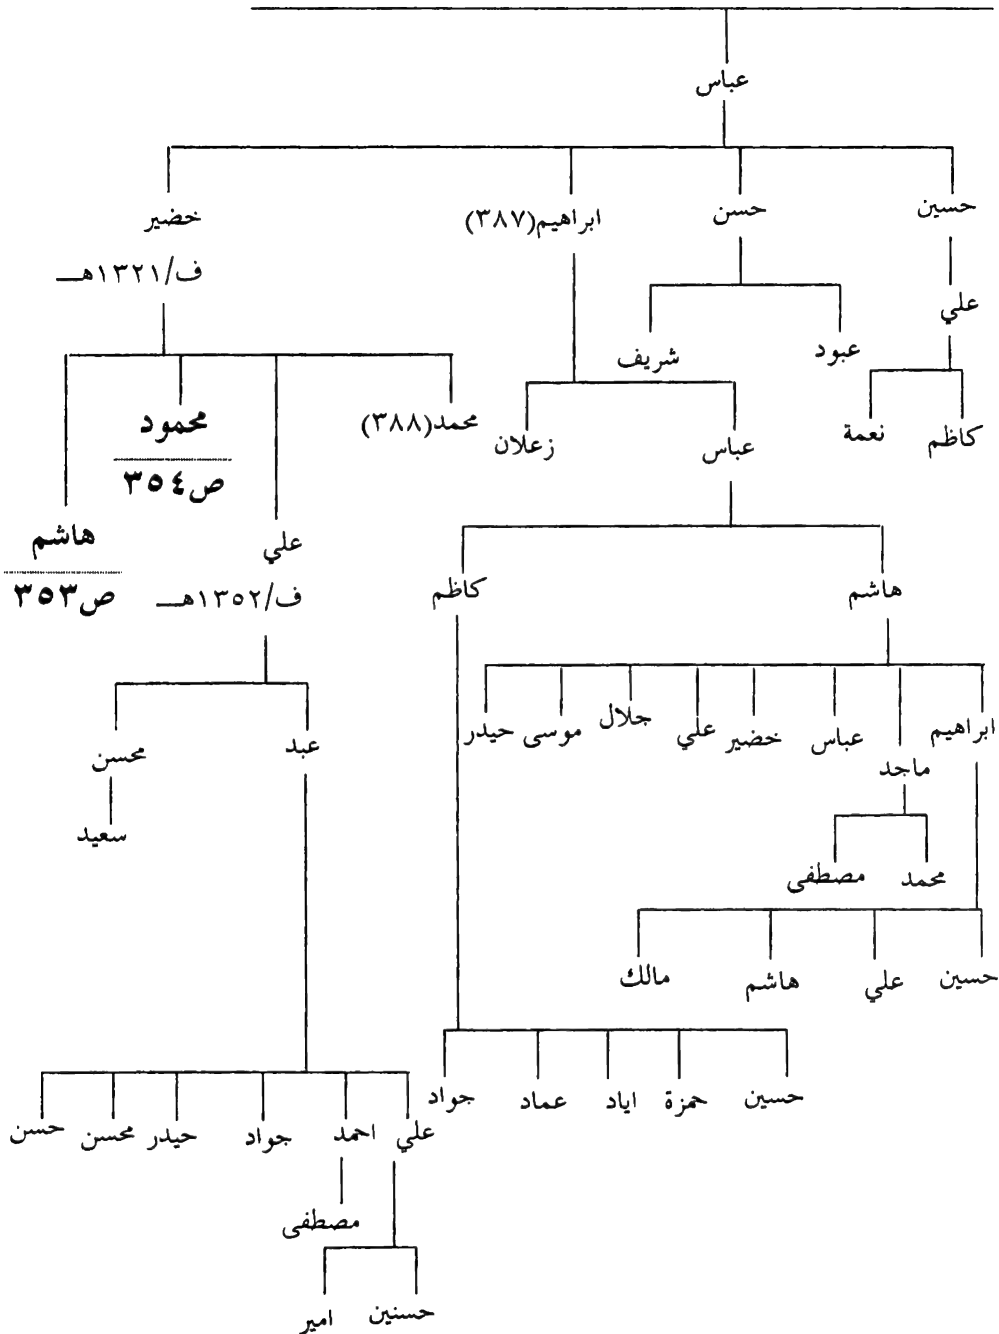 عباس
حسين حسن ابراهيم(٣٨٧) خضير
ف/١٣٢١هـ
علي
عبود شريف
محمد(٣٨٨) محمود
ص٣٥٤
كاظم نعمة
عباس زعلان
علي هاشم
ف/١٣٥٢هـ ص٣٥٣
هاشم كاظم
ابراهيم ماجد عباس خضير علي جلال موسى حيدر
عبد محسن
سعيد
محمد مصطفى
حسين علي هاشم مالك
حسين حمزة اياد عماد جواد
علي احمد جواد حيدر محسن حسن
مصطفى
حسنين امير